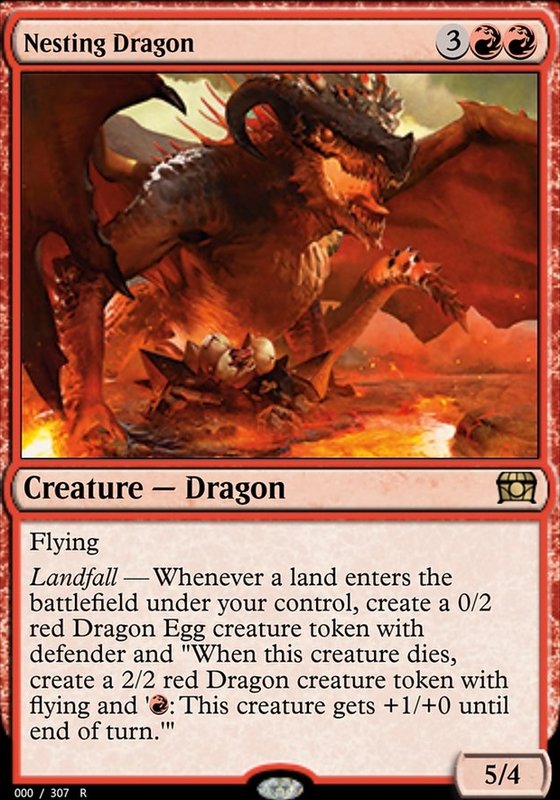 Nesting Dragon 3
Creature — Dragon
Flying
Landfall — Whenever a land enters the
battlefield under your control, create a 0/2
red Dragon Egg creature token with
defender and "When this creature dies,
create a 2/2 red Dragon creature token with
flying and ': This creature gets +1/+0 until
end of turn.'"
5/4
000 / 307 R